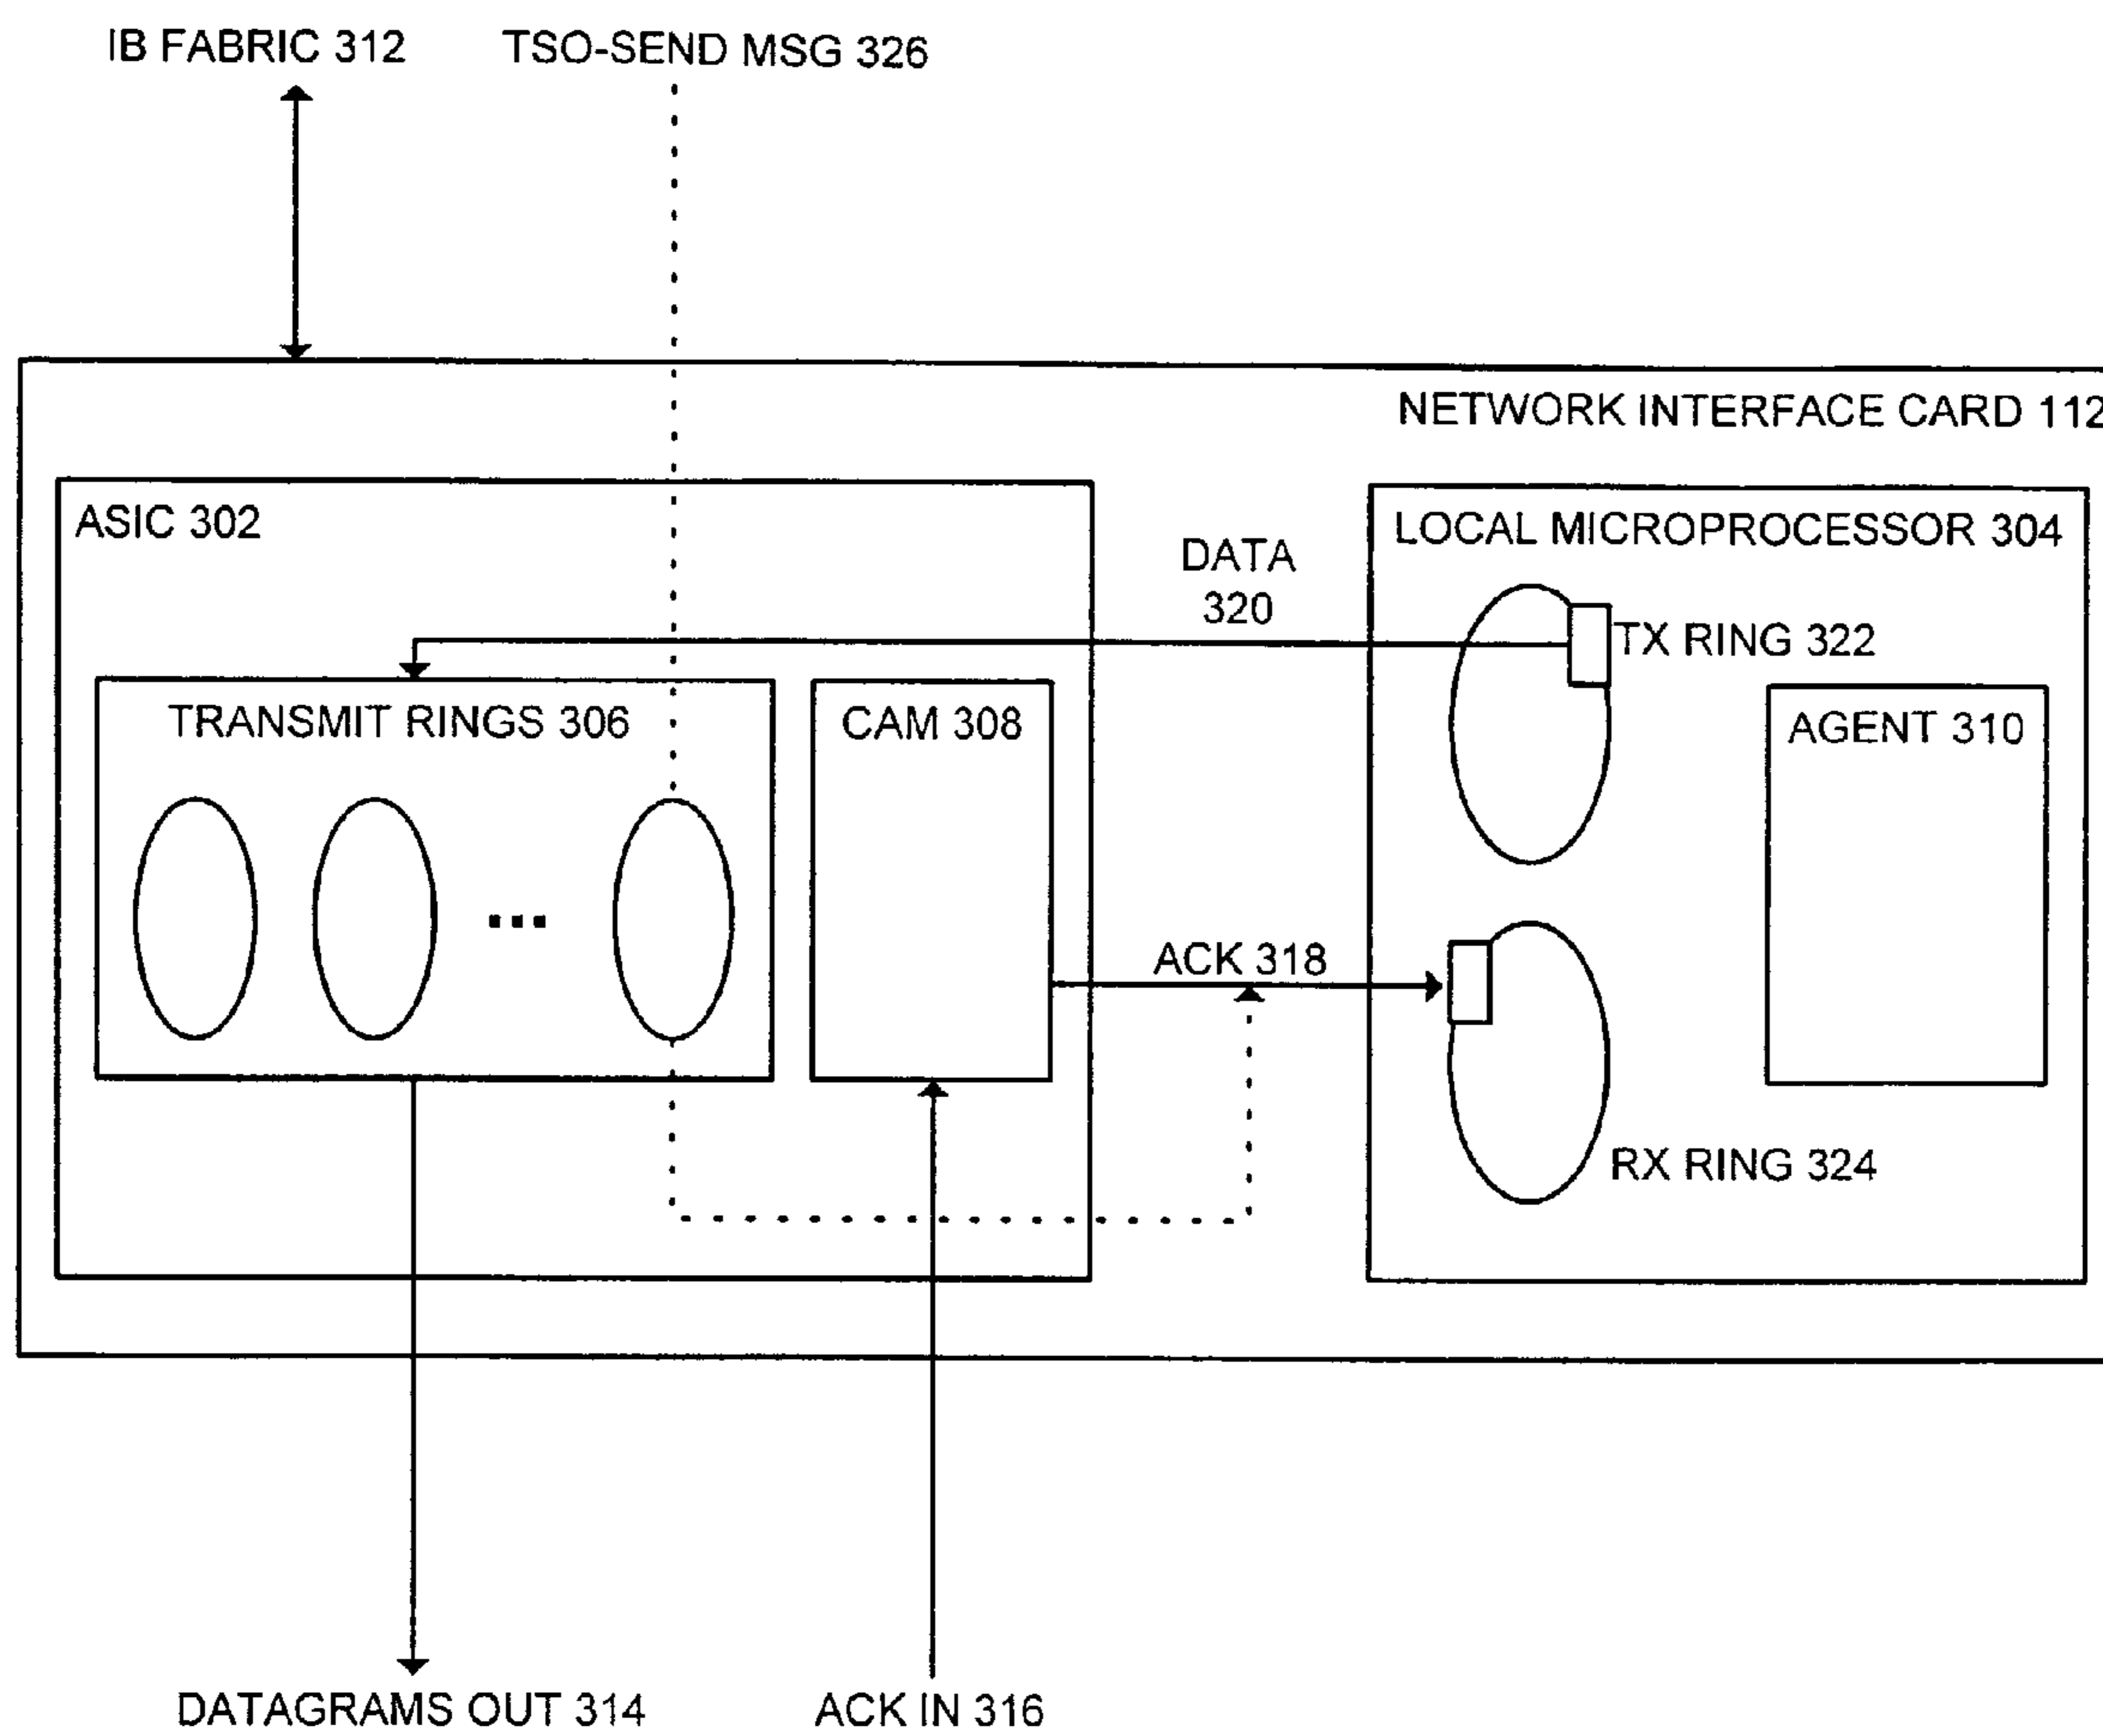 IB FABRIC 312
TSO-SEND MSG 326
NETWORK INTERFACE CARD 112
ASIC 302
LOCAL MICROPROCESSOR 304
DATA
320
TX RING 322
TRANSMIT RINGS 306
CAM 308
AGENT 310
...
ACK 318
RX RING 324
DATAGRAMS OUT 314
ACK IN 316